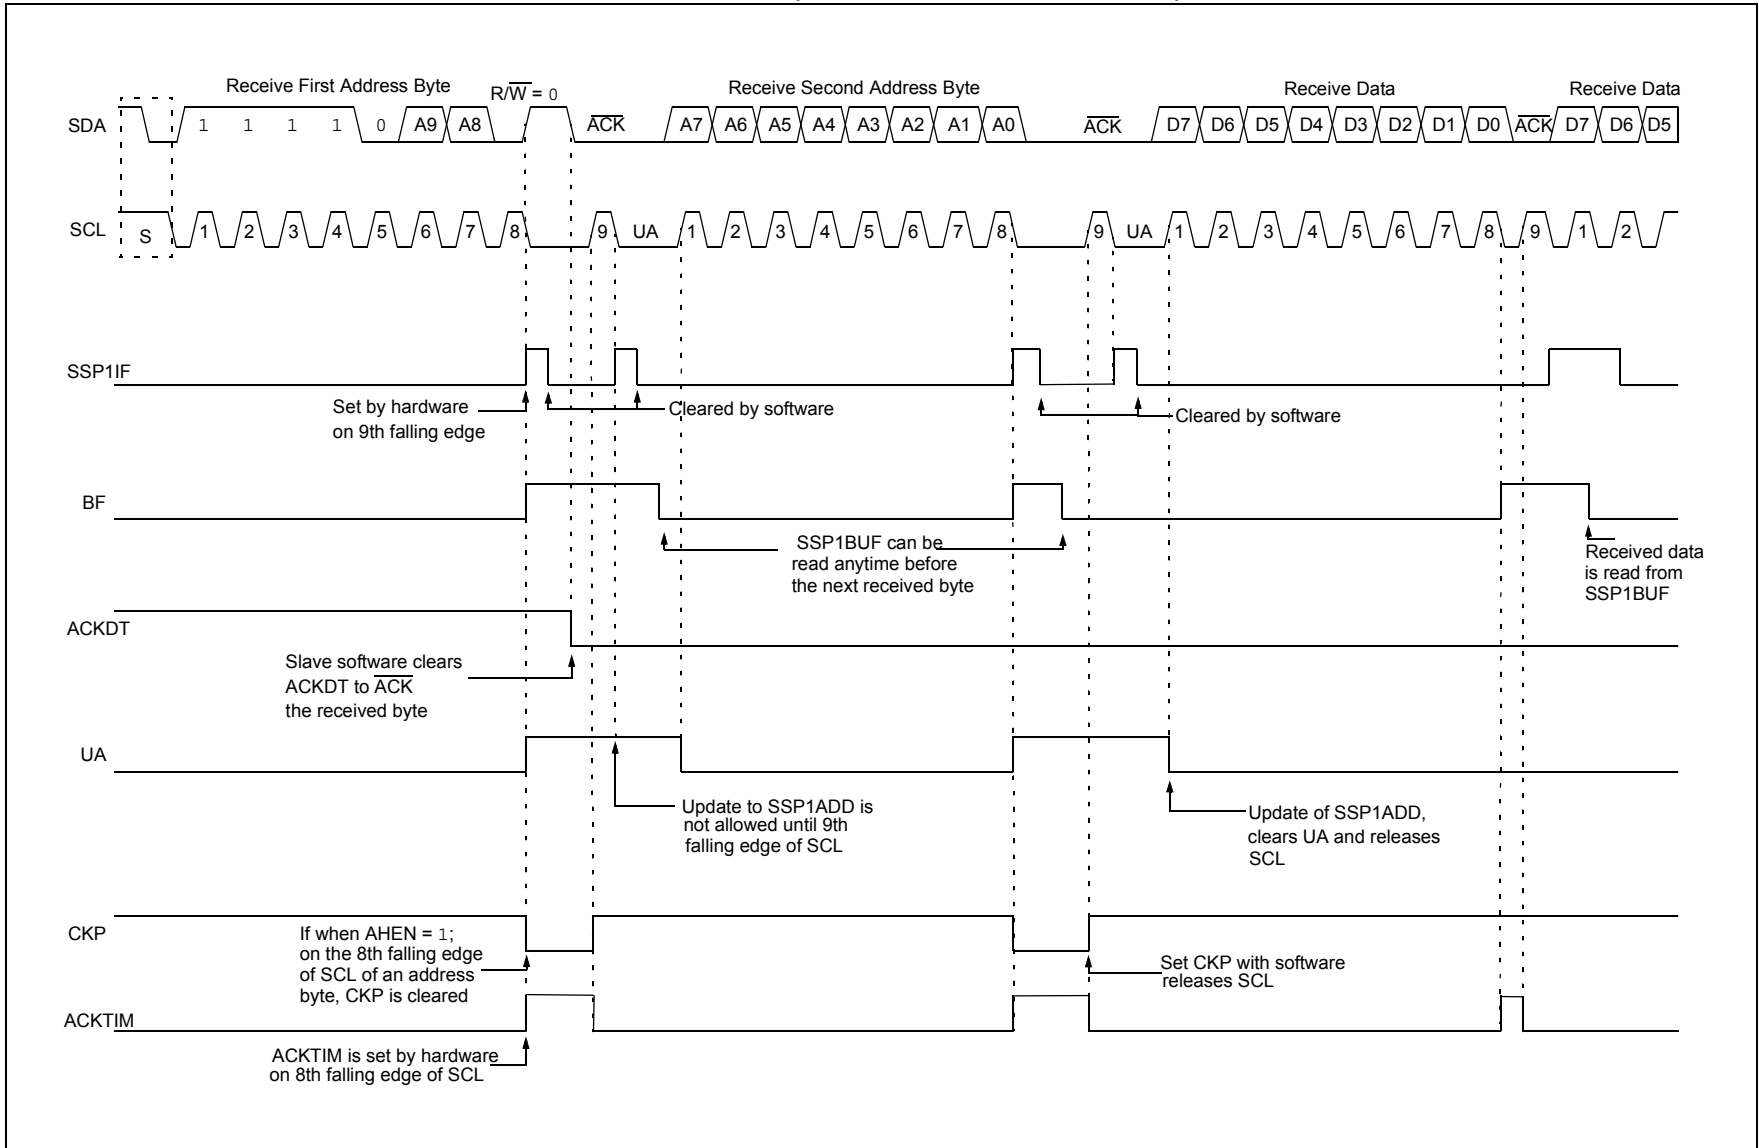 Receive First Address Byte
R/W = 0
Receive Second Address Byte
Receive Data
Receive Data
SDA
1 1 1 1 0 A9 A8
ACK
A7 A6 A5 A4 A3 A2 A1 A0
ACK
D7 D6 D5 D4 D3 D2 D1 D0
ACK
D7 D6 D5
SCL
S
1 2 3 4 5 6 7 8
9
UA
1 2 3 4 5 6 7 8
9
UA
1 2 3 4 5 6 7 8
9
1 2
SSP1IF
Set by hardware
on 9th falling edge
Cleared by software
Cleared by software
BF
SSP1BUF can be
read anytime before
the next received byte
Received data
is read from
SSP1BUF
ACKDT
Slave software clears
ACKDT to ACK
the received byte
UA
Update to SSP1ADD is
not allowed until 9th
falling edge of SCL
Update of SSP1ADD,
clears UA and releases
SCL
CKP
If when AHEN = 1;
on the 8th falling edge
of SCL of an address
byte, CKP is cleared
Set CKP with software
releases SCL
ACKTIM
ACKTIM is set by hardware
on 8th falling edge of SCL